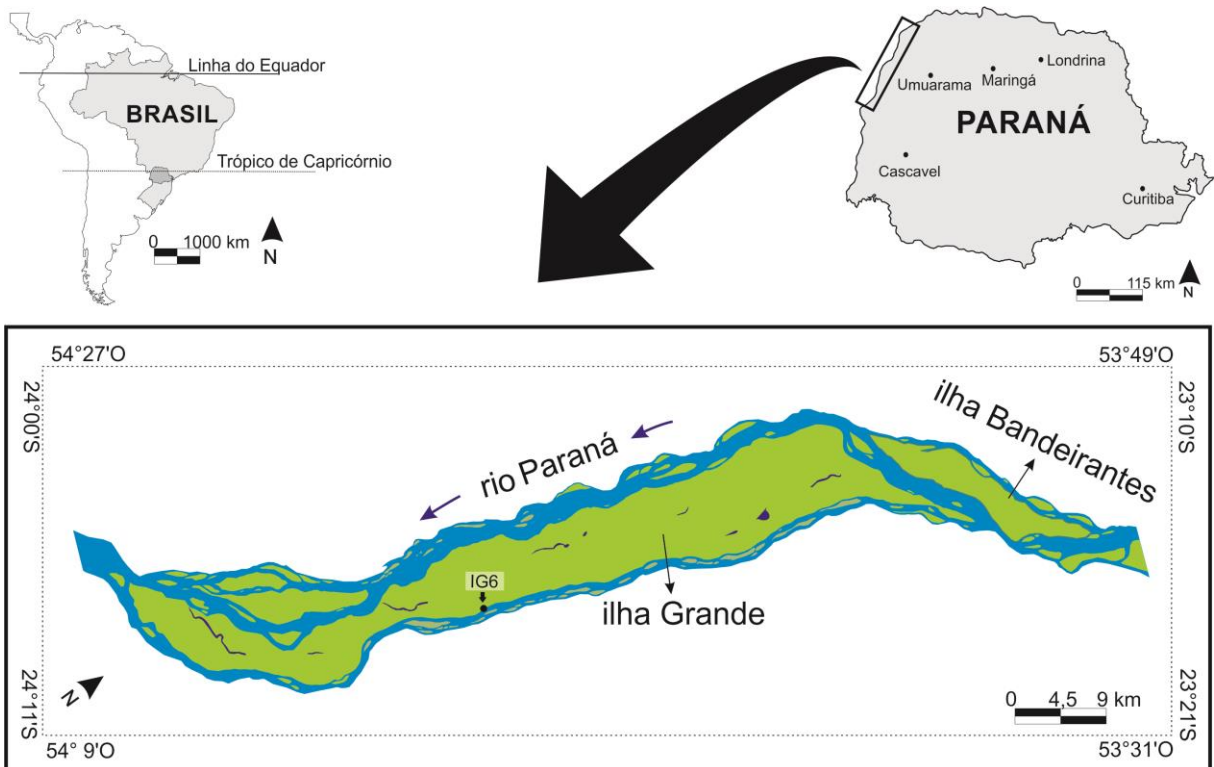 Linha do Equador
BRASIL
Trópico de Capricórnio
0 1000 km
N
Londrina
Maringá
Umuarama
PARANÁ
Cascavel
Curitiba
0 115 km
N
54°27'O
53°49'O
24°00'S
23°10'S
ilha Bandeirantes
rio Paraná
IG6
ilha Grande
N
0 4,5 9 km
24°11'S
23°21'S
54° 9'O
53°31'O